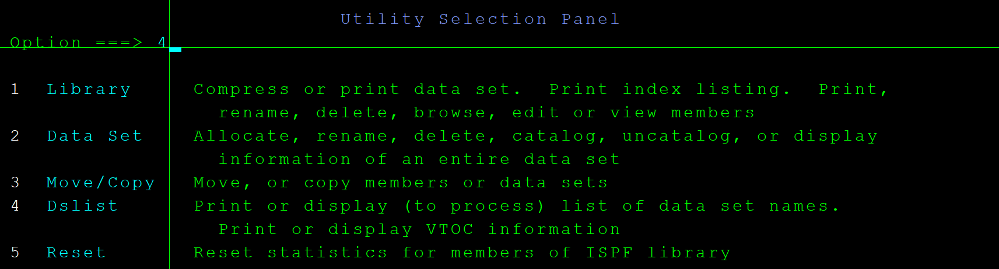 Utility Selection Panel
Option ===> 4
1 Library Compress or print data set. Print index listing. Print,
rename, delete, browse, edit or view members
2 Data Set Allocate, rename, delete, catalog, uncatalog, or display
information of an entire data set
3 Move/Copy Move, or copy members or data sets
4 Dslist Print or display (to process) list of data set names.
Print or display VTOC information
5 Reset Reset statistics for members of ISPF library